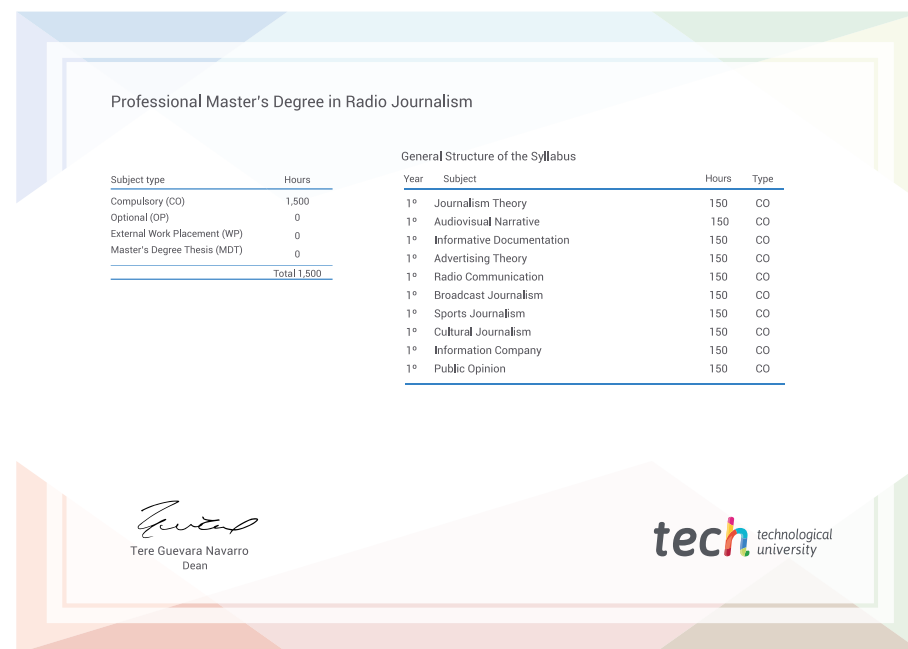 Professional Master's Degree in Radio Journalism
Subject type Hours
Compulsory (CO) 1,500
Optional (OP) 0
External Work Placement (WP) 0
Master's Degree Thesis (MDT) 0
Total 1,500
General Structure of the Syllabus
Year Subject Hours Type
1º Journalism Theory 150 CO
1º Audiovisual Narrative 150 CO
1º Informative Documentation 150 CO
1º Advertising Theory 150 CO
1º Radio Communication 150 CO
1º Broadcast Journalism 150 CO
1º Sports Journalism 150 CO
1º Cultural Journalism 150 CO
1º Information Company 150 CO
1º Public Opinion 150 CO
Tere Guevara Navarro
Dean
tech technological
university